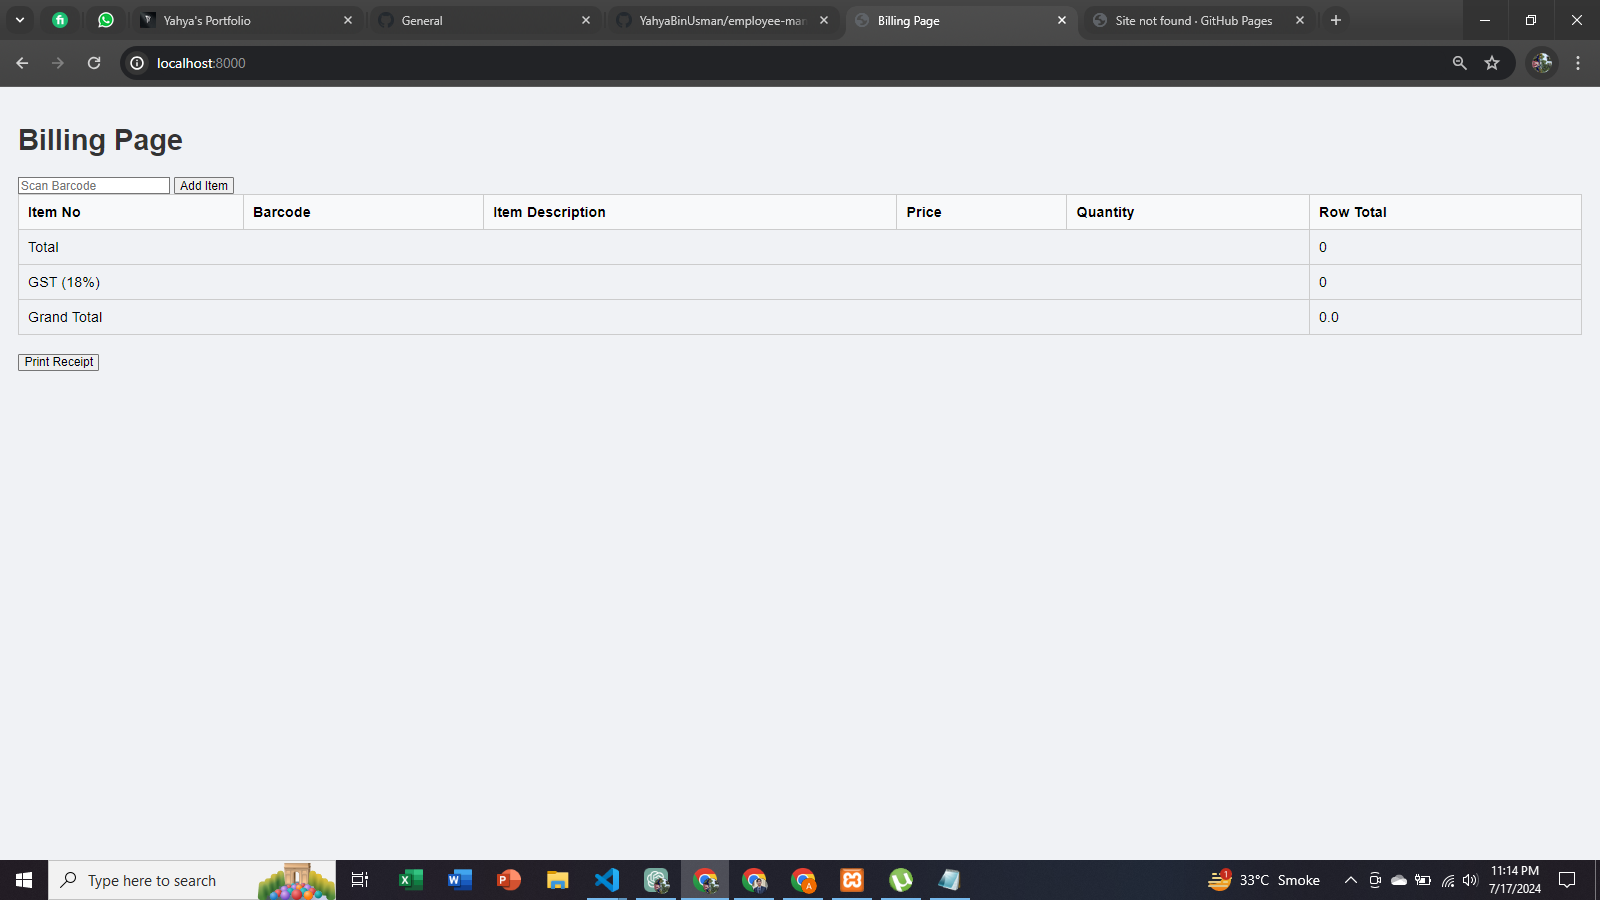 Yahya's Portfolio
General
YahyaBinUsman/employee-mar
Billing Page
Site not found · GitHub Pages
localhost:8000
Billing Page
Scan Barcode Add Item
Item No Barcode Item Description Price Quantity Row Total
Total 0
GST (18%) 0
Grand Total 0.0
Print Receipt
Type here to search
1
33°C Smoke
11:14 PM
7/17/2024